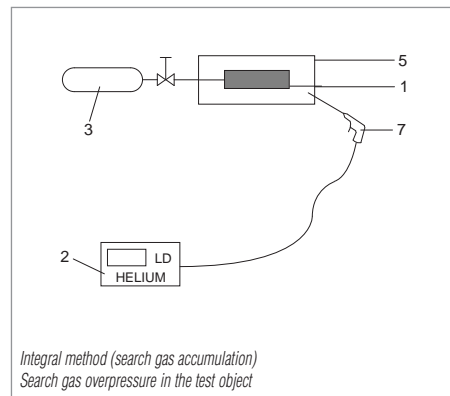 5
1
3
7
2
LD
HELIUM
Integral method (search gas accumulation)
Search gas overpressure in the test object